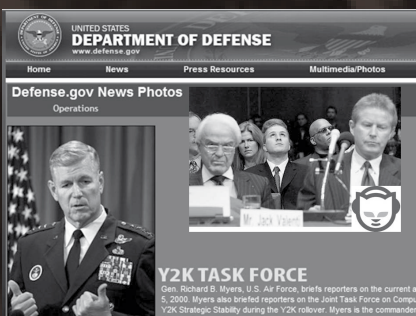 UNITED STATES
DEPARTMENT OF DEFENSE
www.defense.gov
Home News Press Resources Multimedia/Photos
Defense.gov News Photos
Operations
Mr. Jack Valenti
Y2K TASK FORCE
Gen. Richard B. Myers, U.S. Air Force, briefs reporters on the current a
5, 2000. Myers also briefed reporters on the Joint Task Force on Compu
Y2K Strategic Stability during the Y2K rollover. Myers is the commander